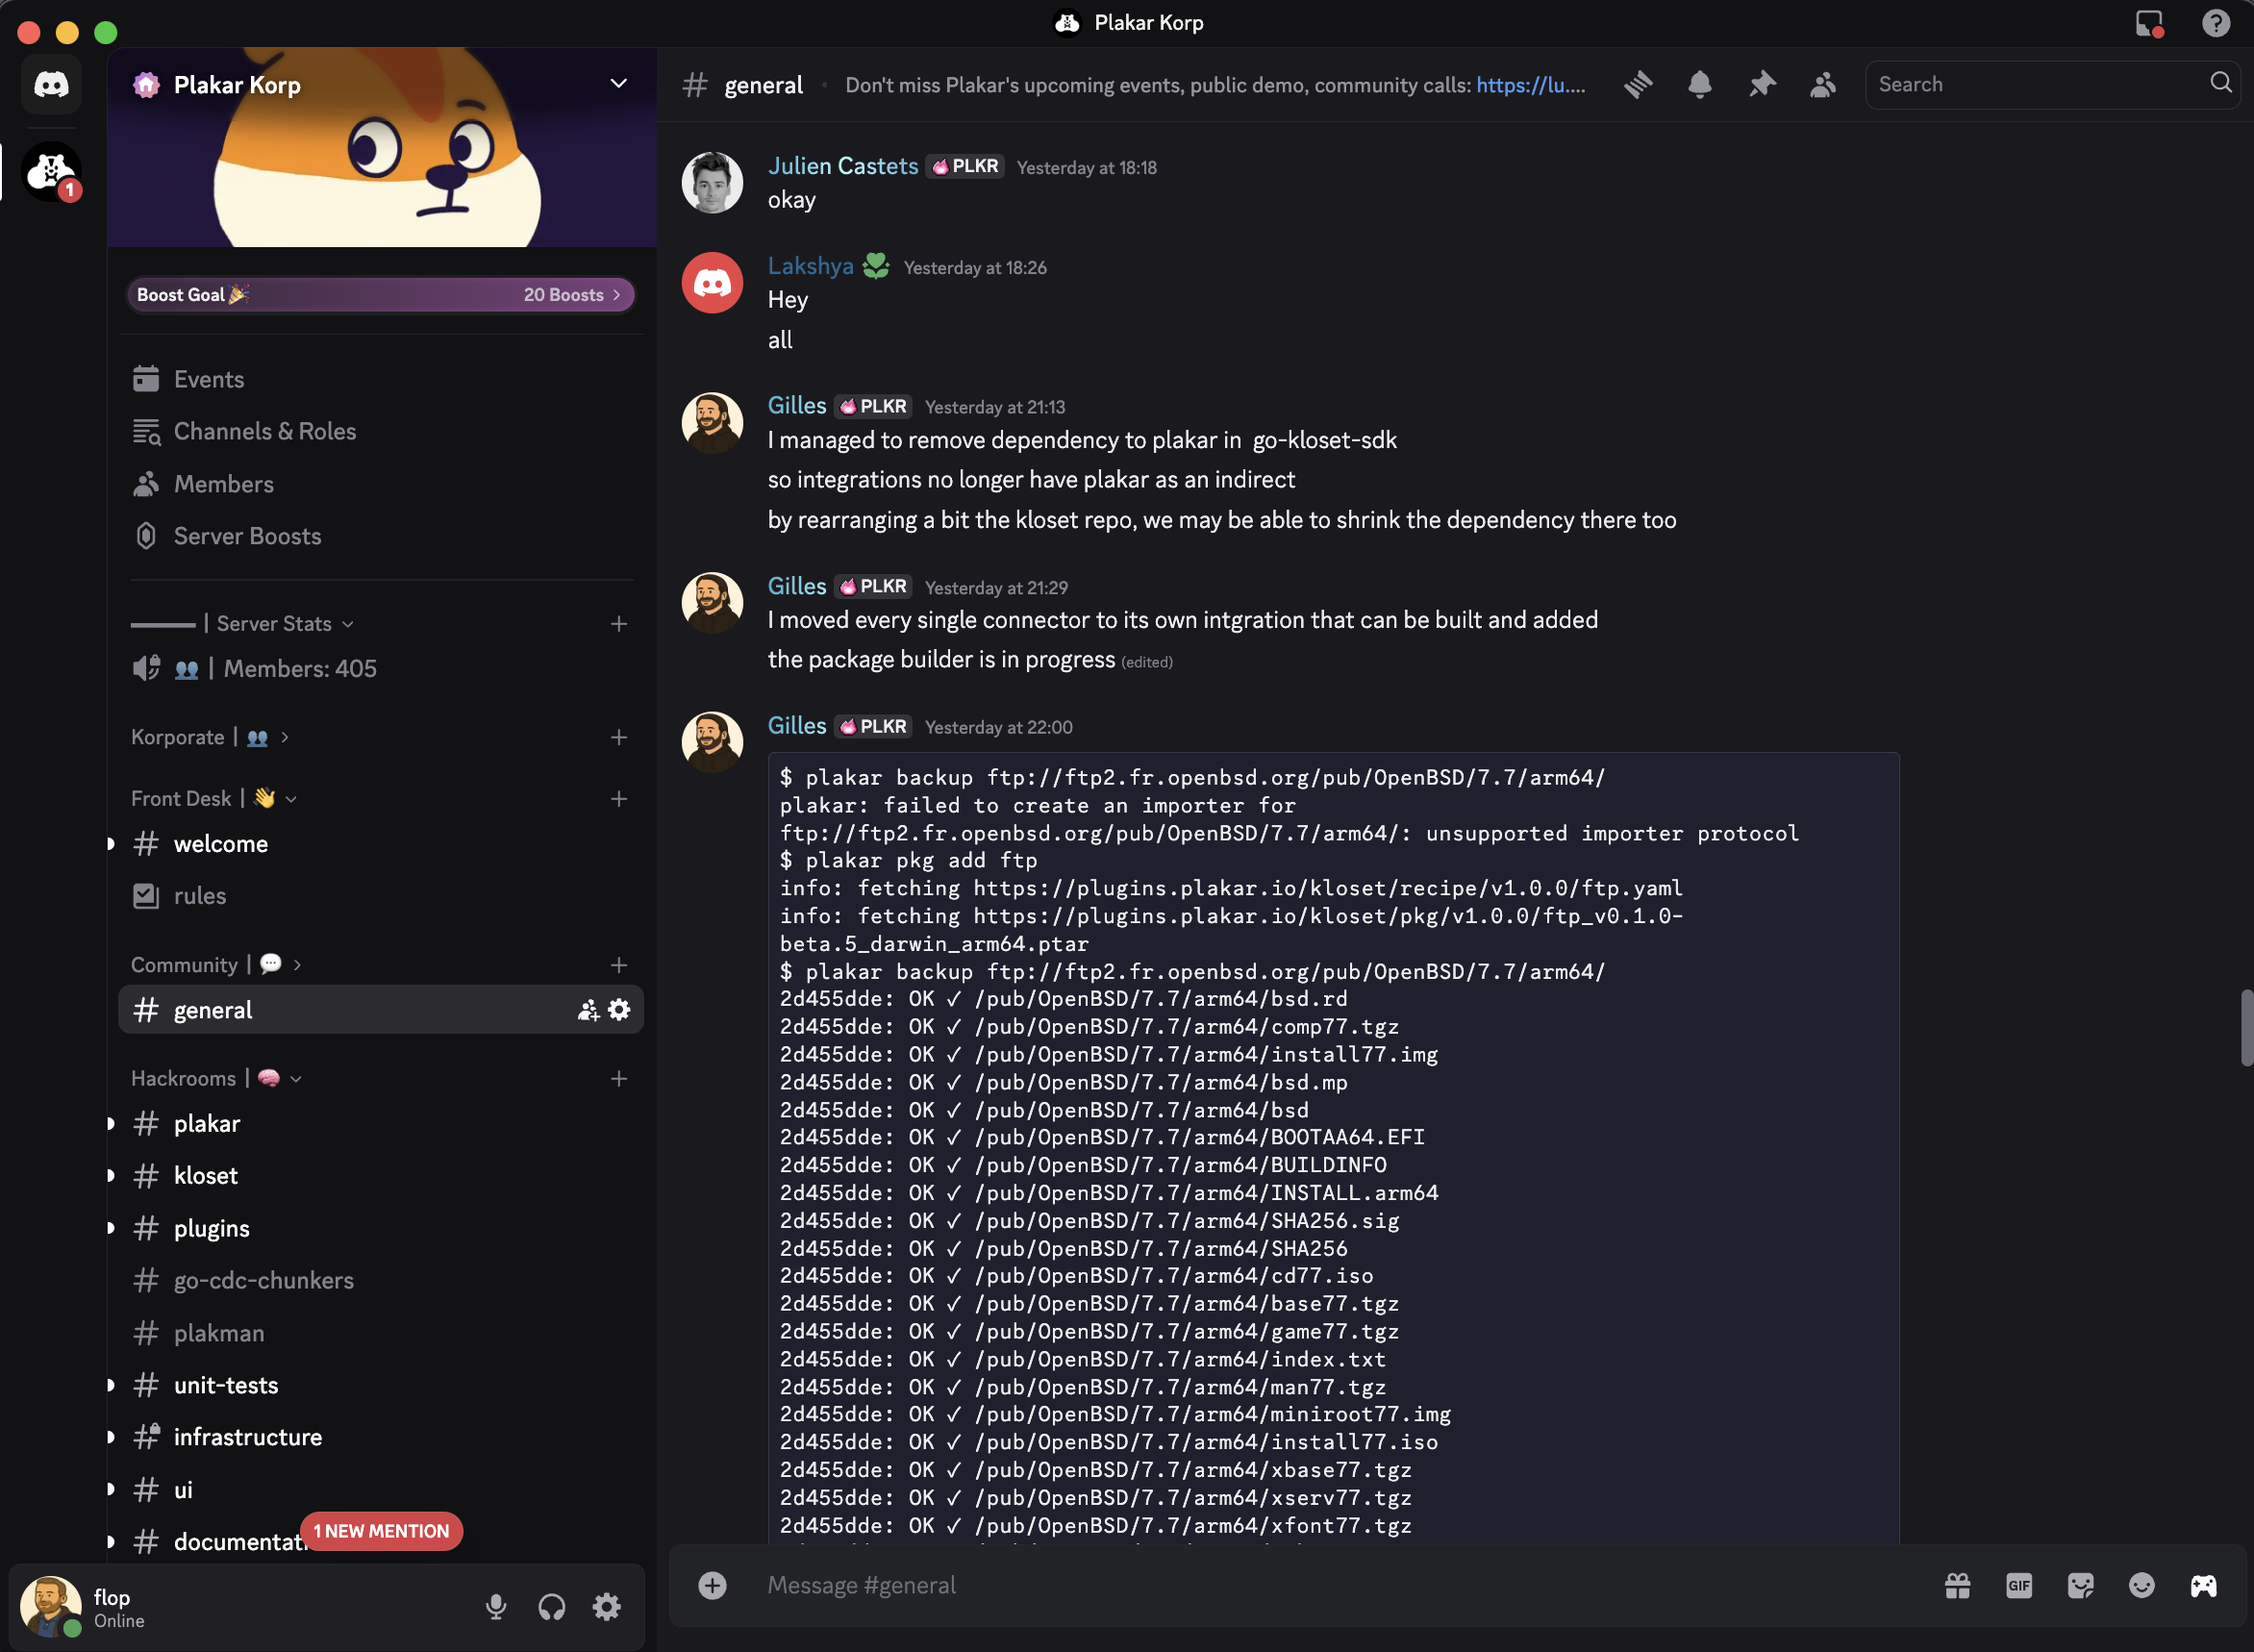 Plakar Korp
Plakar Korp
Boost Goal🎉 20 Boosts >
Events
Channels & Roles
Members
Server Boosts
| Server Stats
👥 | Members: 405
Korporate | 👥
Front Desk | 👋
welcome
rules
Community | 💬
general
Hackrooms | 🧠
plakar
kloset
plugins
go-cdc-chunkers
plakman
unit-tests
infrastructure
ui
documentati
1 NEW MENTION
1
flop
Online
# general • Don't miss Plakar's upcoming events, public demo, community calls: https://lu....
Search
Julien Castets PLKR Yesterday at 18:18
okay
Lakshya Yesterday at 18:26
Hey
all
Gilles PLKR Yesterday at 21:13
I managed to remove dependency to plakar in go-kloset-sdk
so integrations no longer have plakar as an indirect
by rearranging a bit the kloset repo, we may be able to shrink the dependency there too
Gilles PLKR Yesterday at 21:29
I moved every single connector to its own intgration that can be built and added
the package builder is in progress (edited)
Gilles PLKR Yesterday at 22:00
$ plakar backup ftp://ftp2.fr.openbsd.org/pub/OpenBSD/7.7/arm64/
plakar: failed to create an importer for
ftp://ftp2.fr.openbsd.org/pub/OpenBSD/7.7/arm64/: unsupported importer protocol
$ plakar pkg add ftp
info: fetching https://plugins.plakar.io/kloset/recipe/v1.0.0/ftp.yaml
info: fetching https://plugins.plakar.io/kloset/pkg/v1.0.0/ftp_v0.1.0-
beta.5_darwin_arm64.ptar
$ plakar backup ftp://ftp2.fr.openbsd.org/pub/OpenBSD/7.7/arm64/
2d455dde: OK ✓ /pub/OpenBSD/7.7/arm64/bsd.rd
2d455dde: OK ✓ /pub/OpenBSD/7.7/arm64/comp77.tgz
2d455dde: OK ✓ /pub/OpenBSD/7.7/arm64/install77.img
2d455dde: OK ✓ /pub/OpenBSD/7.7/arm64/bsd.mp
2d455dde: OK ✓ /pub/OpenBSD/7.7/arm64/bsd
2d455dde: OK ✓ /pub/OpenBSD/7.7/arm64/BOOTAA64.EFI
2d455dde: OK ✓ /pub/OpenBSD/7.7/arm64/BUILDINFO
2d455dde: OK ✓ /pub/OpenBSD/7.7/arm64/INSTALL.arm64
2d455dde: OK ✓ /pub/OpenBSD/7.7/arm64/SHA256.sig
2d455dde: OK ✓ /pub/OpenBSD/7.7/arm64/SHA256
2d455dde: OK ✓ /pub/OpenBSD/7.7/arm64/cd77.iso
2d455dde: OK ✓ /pub/OpenBSD/7.7/arm64/base77.tgz
2d455dde: OK ✓ /pub/OpenBSD/7.7/arm64/game77.tgz
2d455dde: OK ✓ /pub/OpenBSD/7.7/arm64/index.txt
2d455dde: OK ✓ /pub/OpenBSD/7.7/arm64/man77.tgz
2d455dde: OK ✓ /pub/OpenBSD/7.7/arm64/miniroot77.img
2d455dde: OK ✓ /pub/OpenBSD/7.7/arm64/install77.iso
2d455dde: OK ✓ /pub/OpenBSD/7.7/arm64/xbase77.tgz
2d455dde: OK ✓ /pub/OpenBSD/7.7/arm64/xserv77.tgz
2d455dde: OK ✓ /pub/OpenBSD/7.7/arm64/xfont77.tgz
Message #general
GIF